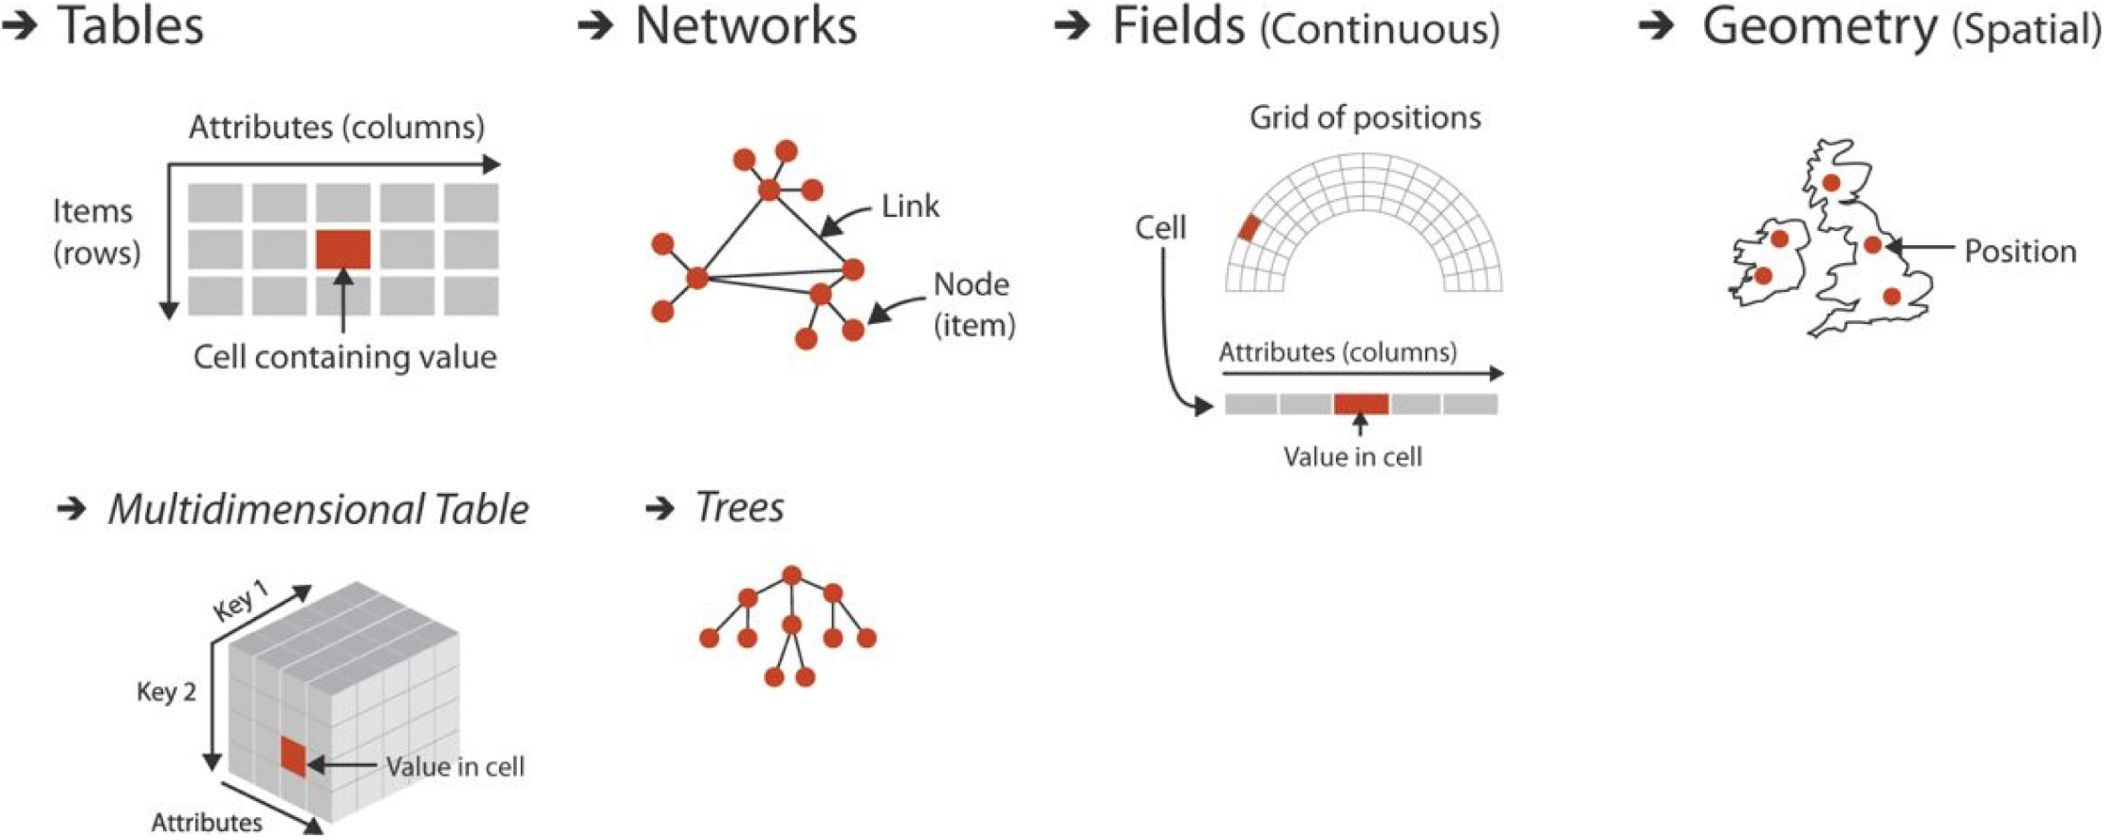 ➔ Tables
Attributes (columns)
Items
(rows)
Cell containing value
➔ Multidimensional Table
Key 1
Key 2
Value in cell
Attributes
➔ Networks
Link
Node
(item)
➔ Trees
➔ Fields (Continuous)
Grid of positions
Cell
Attributes (columns)
Value in cell
➔ Geometry (Spatial)
Position